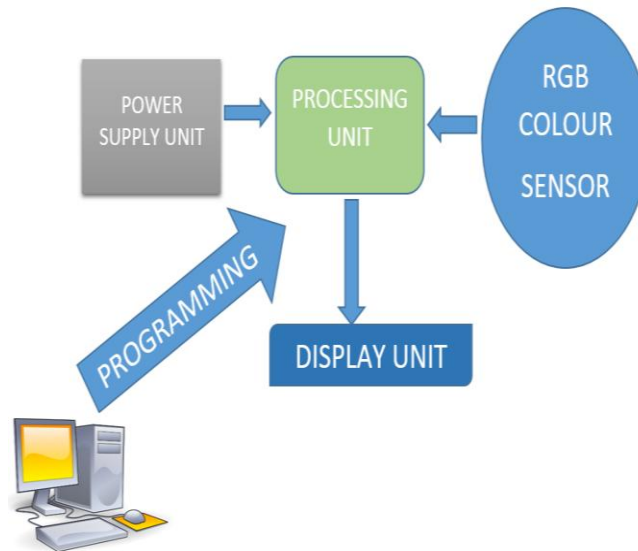 POWER
SUPPLY UNIT
PROCESSING
UNIT
RGB
COLOUR
SENSOR
PROGRAMMING
DISPLAY UNIT